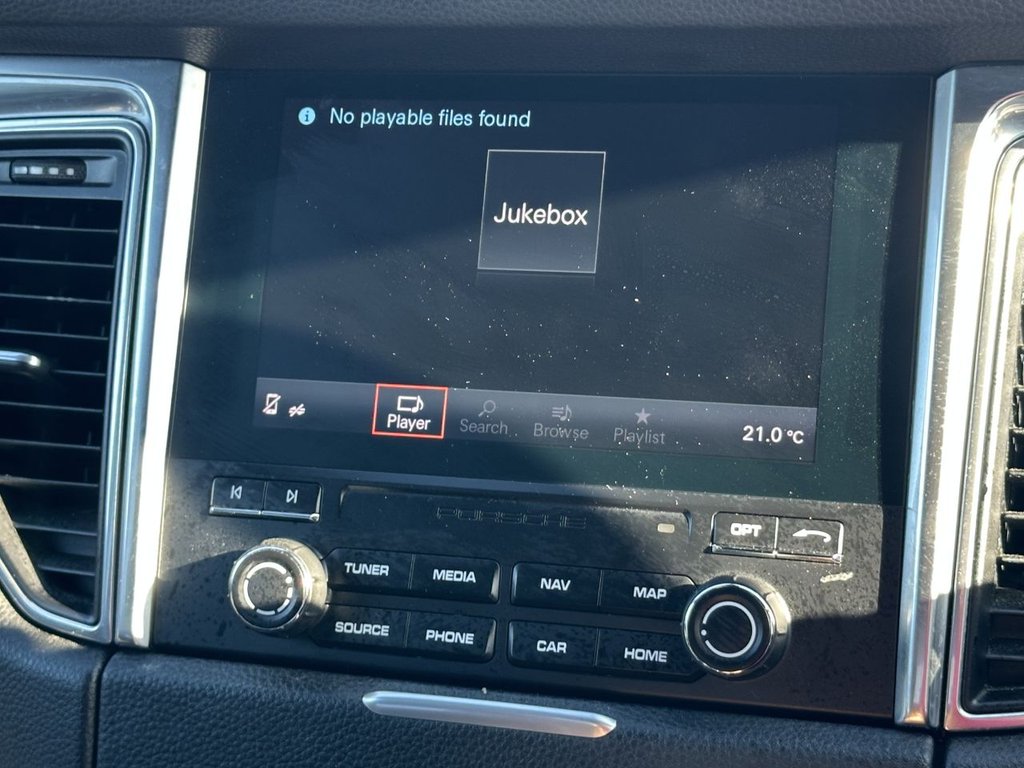 No playable files found
Jukebox
Player Search Browse Playlist 21.0 °C
PORSCHE
OPT
TUNER MEDIA NAV MAP
SOURCE PHONE CAR HOME